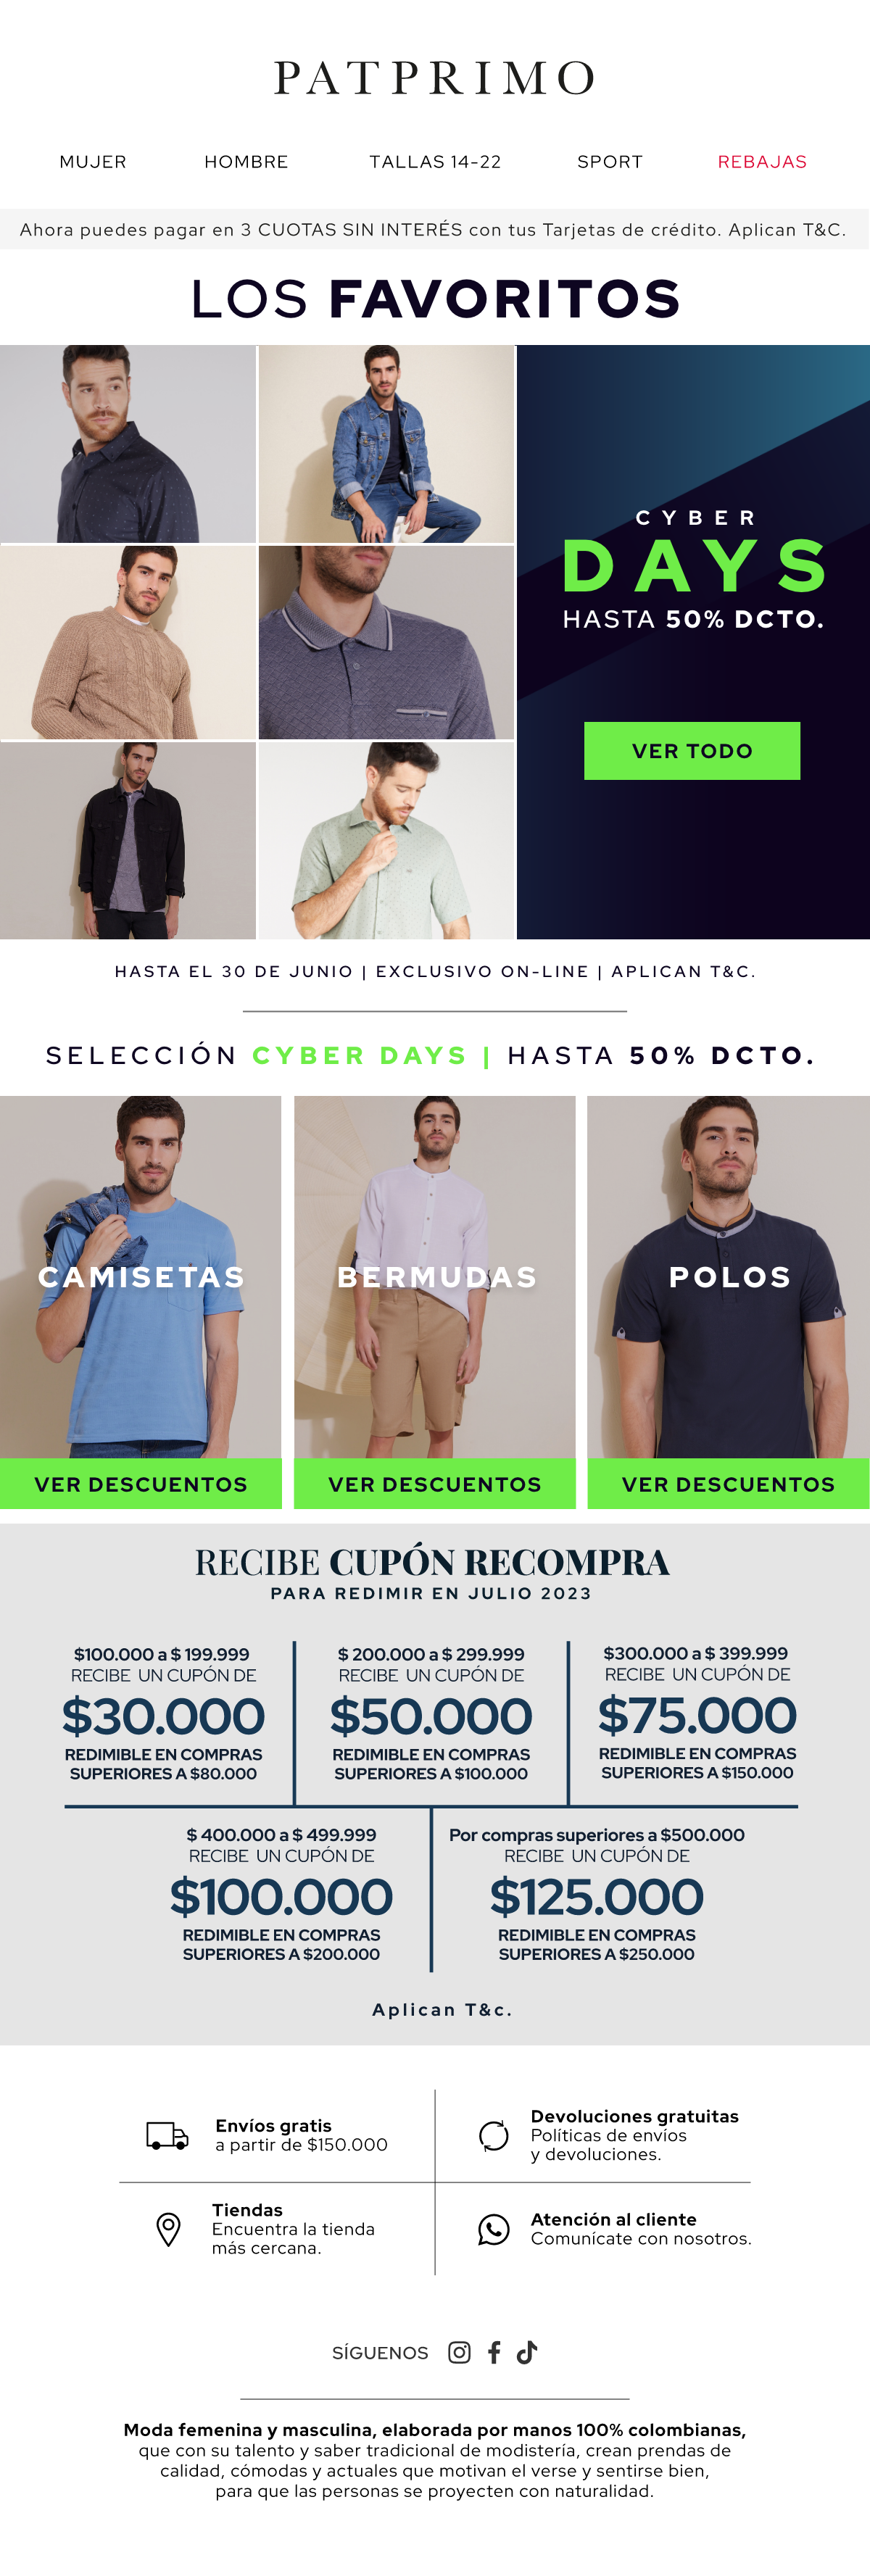 PATPRIMO
MUJER HOMBRE TALLAS 14-22 SPORT REBAJAS
Ahora puedes pagar en 3 CUOTAS SIN INTERÉS con tus Tarjetas de crédito. Aplican T&C.
LOS FAVORITOS
CYBER
DAYS
HASTA 50% DCTO.
VER TODO
HASTA EL 30 DE JUNIO | EXCLUSIVO ON-LINE | APLICAN T&C.
SELECCIÓN CYBER DAYS | HASTA 50% DCTO.
CAMISETAS
VER DESCUENTOS
BERMUDAS
VER DESCUENTOS
POLOS
VER DESCUENTOS
RECIBE CUPÓN RECOMPRA
PARA REDIMIR EN JULIO 2023
$100.000 a $ 199.999
RECIBE UN CUPÓN DE
$30.000
REDIMIBLE EN COMPRAS
SUPERIORES A $80.000
$ 200.000 a $ 299.999
RECIBE UN CUPÓN DE
$50.000
REDIMIBLE EN COMPRAS
SUPERIORES A $100.000
$300.000 a $ 399.999
RECIBE UN CUPÓN DE
$75.000
REDIMIBLE EN COMPRAS
SUPERIORES A $150.000
$ 400.000 a $ 499.999
RECIBE UN CUPÓN DE
$100.000
REDIMIBLE EN COMPRAS
SUPERIORES A $200.000
Por compras superiores a $500.000
RECIBE UN CUPÓN DE
$125.000
REDIMIBLE EN COMPRAS
SUPERIORES A $250.000
Aplican T&c.
Envíos gratis
a partir de $150.000
Devoluciones gratuitas
Políticas de envíos
y devoluciones.
Tiendas
Encuentra la tienda
más cercana.
Atención al cliente
Comunícate con nosotros.
SÍGUENOS
Moda femenina y masculina, elaborada por manos 100% colombianas,
que con su talento y saber tradicional de modistería, crean prendas de
calidad, cómodas y actuales que motivan el verse y sentirse bien,
para que las personas se proyecten con naturalidad.